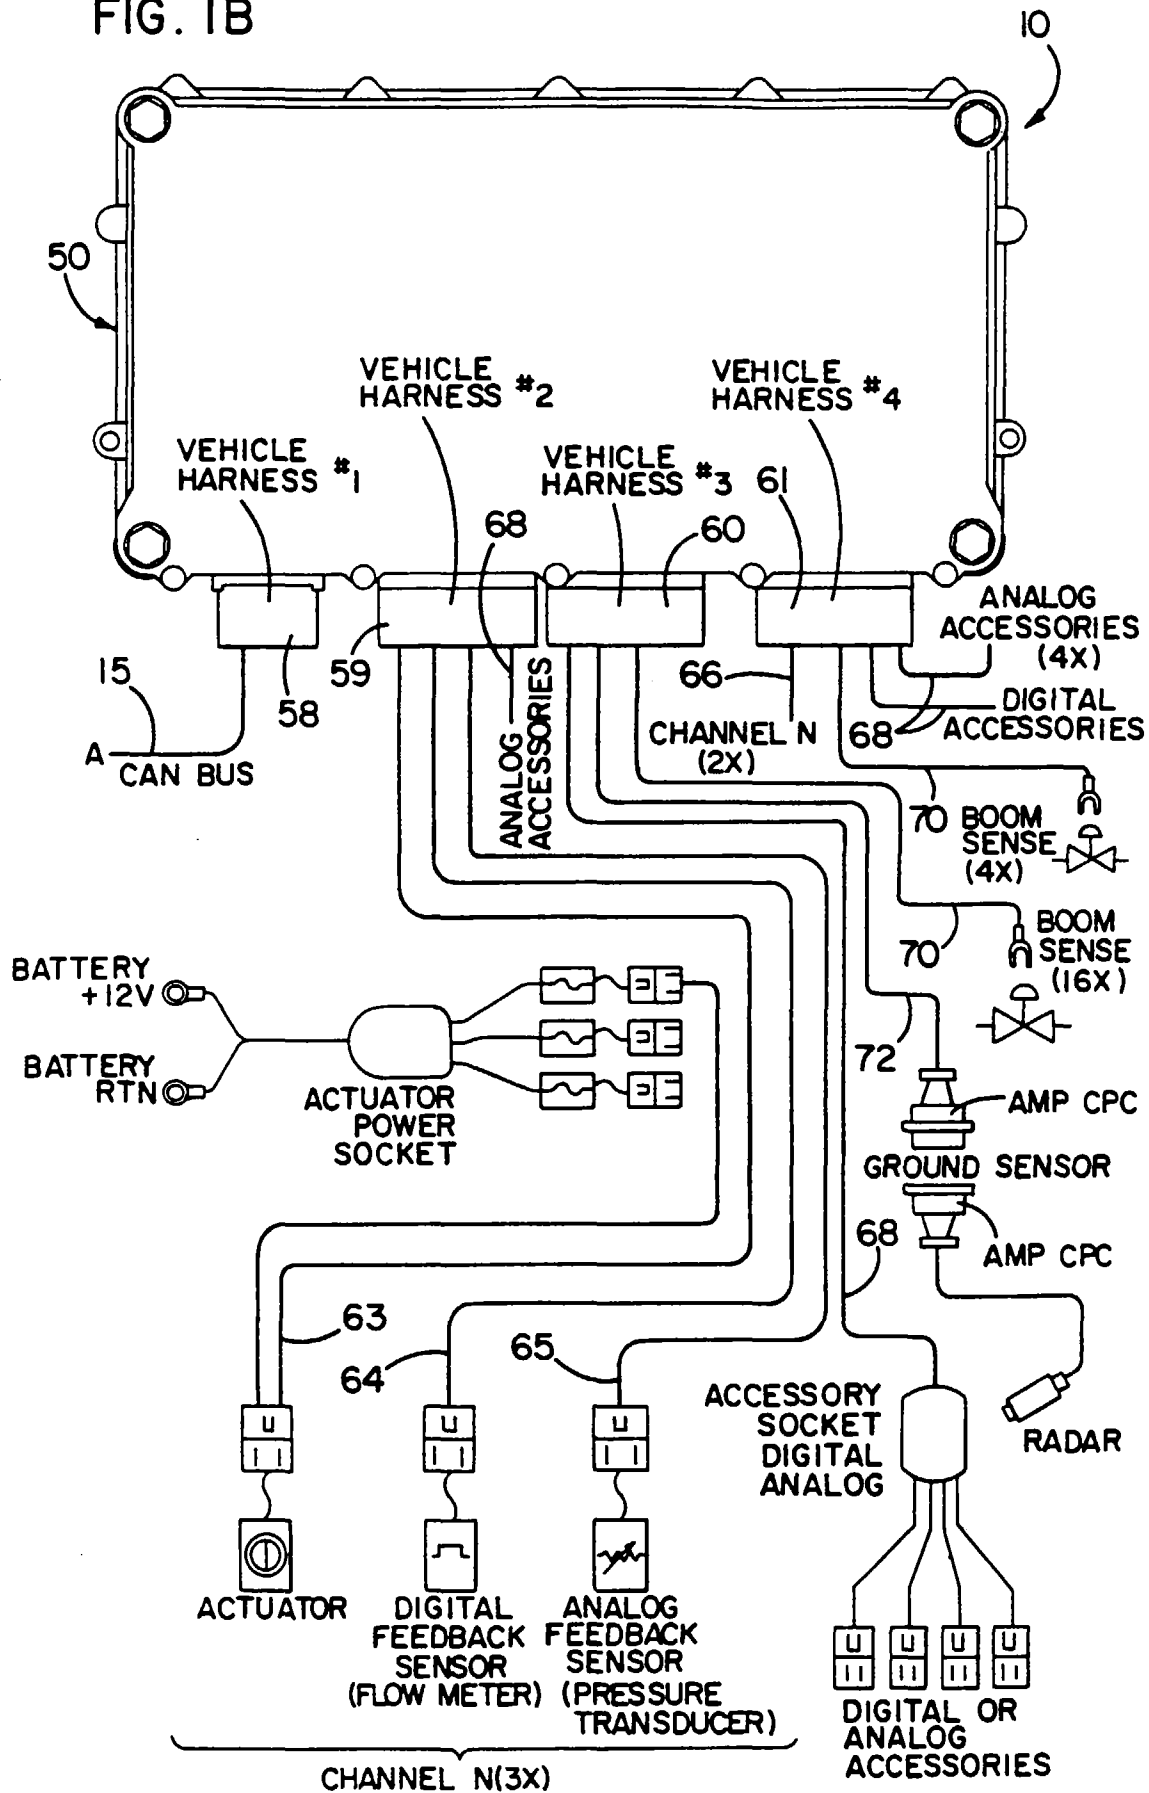 FIG. 1B
10
50
VEHICLE
HARNESS #1
VEHICLE
HARNESS #2
VEHICLE
HARNESS #3
VEHICLE
HARNESS #4
61
68
60
59
58
15
A
CAN BUS
ANALOG
ACCESSORIES
66
CHANNEL N
(2X)
68
ANALOG
ACCESSORIES
(4X)
DIGITAL
ACCESSORIES
70
BOOM
SENSE
(4X)
70
BOOM
SENSE
(16X)
72
BATTERY
+12V
BATTERY
RTN
ACTUATOR
POWER
SOCKET
AMP CPC
GROUND SENSOR
AMP CPC
68
63
64
65
ACCESSORY
SOCKET
DIGITAL
ANALOG
RADAR
ACTUATOR
DIGITAL
FEEDBACK
SENSOR
(FLOW METER)
ANALOG
FEEDBACK
SENSOR
(PRESSURE
TRANSDUCER)
DIGITAL OR
ANALOG
ACCESSORIES
CHANNEL N(3X)